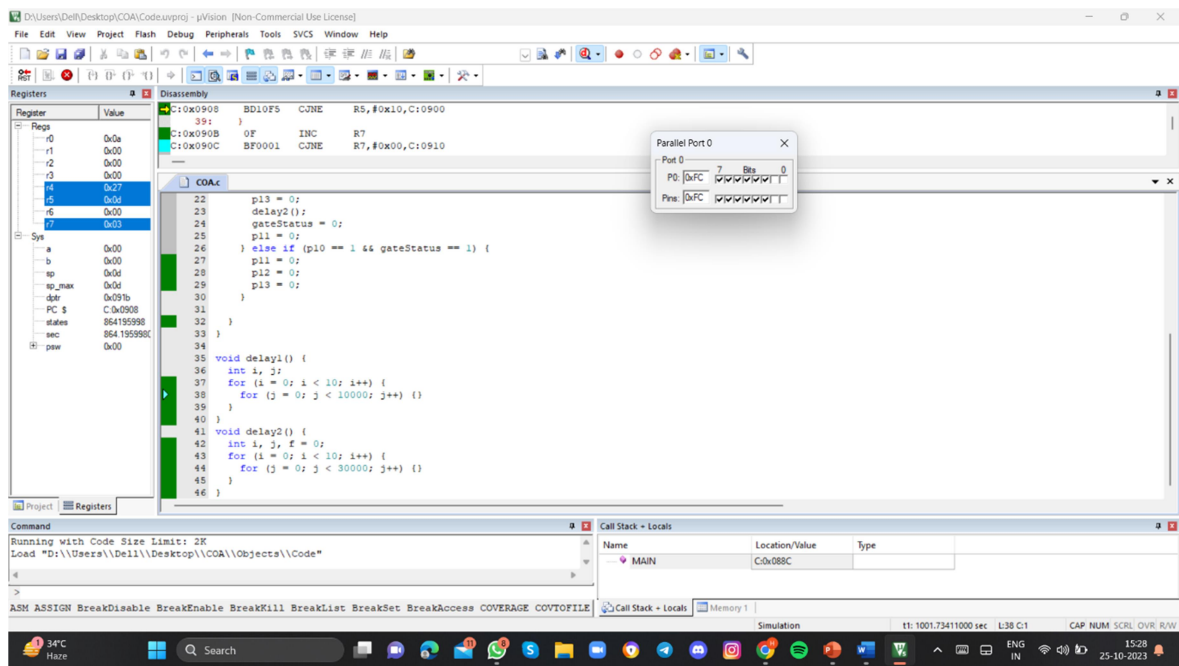 D:\Users\Dell\Desktop\COA\Code.uvproj - µVision [Non-Commercial Use License]
File Edit View Project Flash Debug Peripherals Tools SVCS Window Help
Registers
Register Value
Regs
r0 0x0a
r1 0x00
r2 0x00
r3 0x00
r4 0x27
r5 0x0d
r6 0x00
r7 0x03
Sys
a 0x00
b 0x00
sp 0x0d
sp_max 0x0d
dptr 0x091b
PC $ C:0x0908
states 864195998
sec 864.195998
psw 0x00
Project Registers
Disassembly
C:0x0908 BD10F5 CJNE R5,#0x10,C:0900
39: }
C:0x090B 0F INC R7
C:0x090C BF0001 CJNE R7,#0x00,C:0910
Parallel Port 0
Port 0
7 Bits 0
P0: 0xFC
Pins: 0xFC
COA.c
22 p13 = 0;
23 delay2();
24 gateStatus = 0;
25 p11 = 0;
26 } else if (p10 == 1 && gateStatus == 1) {
27 p11 = 0;
28 p12 = 0;
29 p13 = 0;
30 }
31
32 }
33 }
34
35 void delay1() {
36 int i, j;
37 for (i = 0; i < 10; i++) {
38 for (j = 0; j < 10000; j++) {}
39 }
40 }
41 void delay2() {
42 int i, j, f = 0;
43 for (i = 0; i < 10; i++) {
44 for (j = 0; j < 30000; j++) {}
45 }
46 }
Command
Running with Code Size Limit: 2K
Load "D:\\Users\\Dell\\Desktop\\COA\\Objects\\Code"
>
ASM ASSIGN BreakDisable BreakEnable BreakKill BreakList BreakSet BreakAccess COVERAGE COVTOFILE
Call Stack + Locals
Name Location/Value Type
MAIN C:0x088C
Call Stack + Locals Memory 1
Simulation t1: 1001.73411000 sec L:38 C:1 CAP NUM SCRL OVR R/W
34°C
Haze
Search
ENG
IN
15:28
25-10-2023